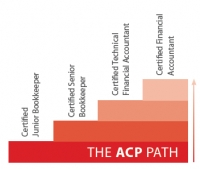 Certified
Junior Bookkeeper
Certified Senior
Bookkeeper
Certified Technical
Financial Accountant
Certified Financial
Accountant
THE ACP PATH